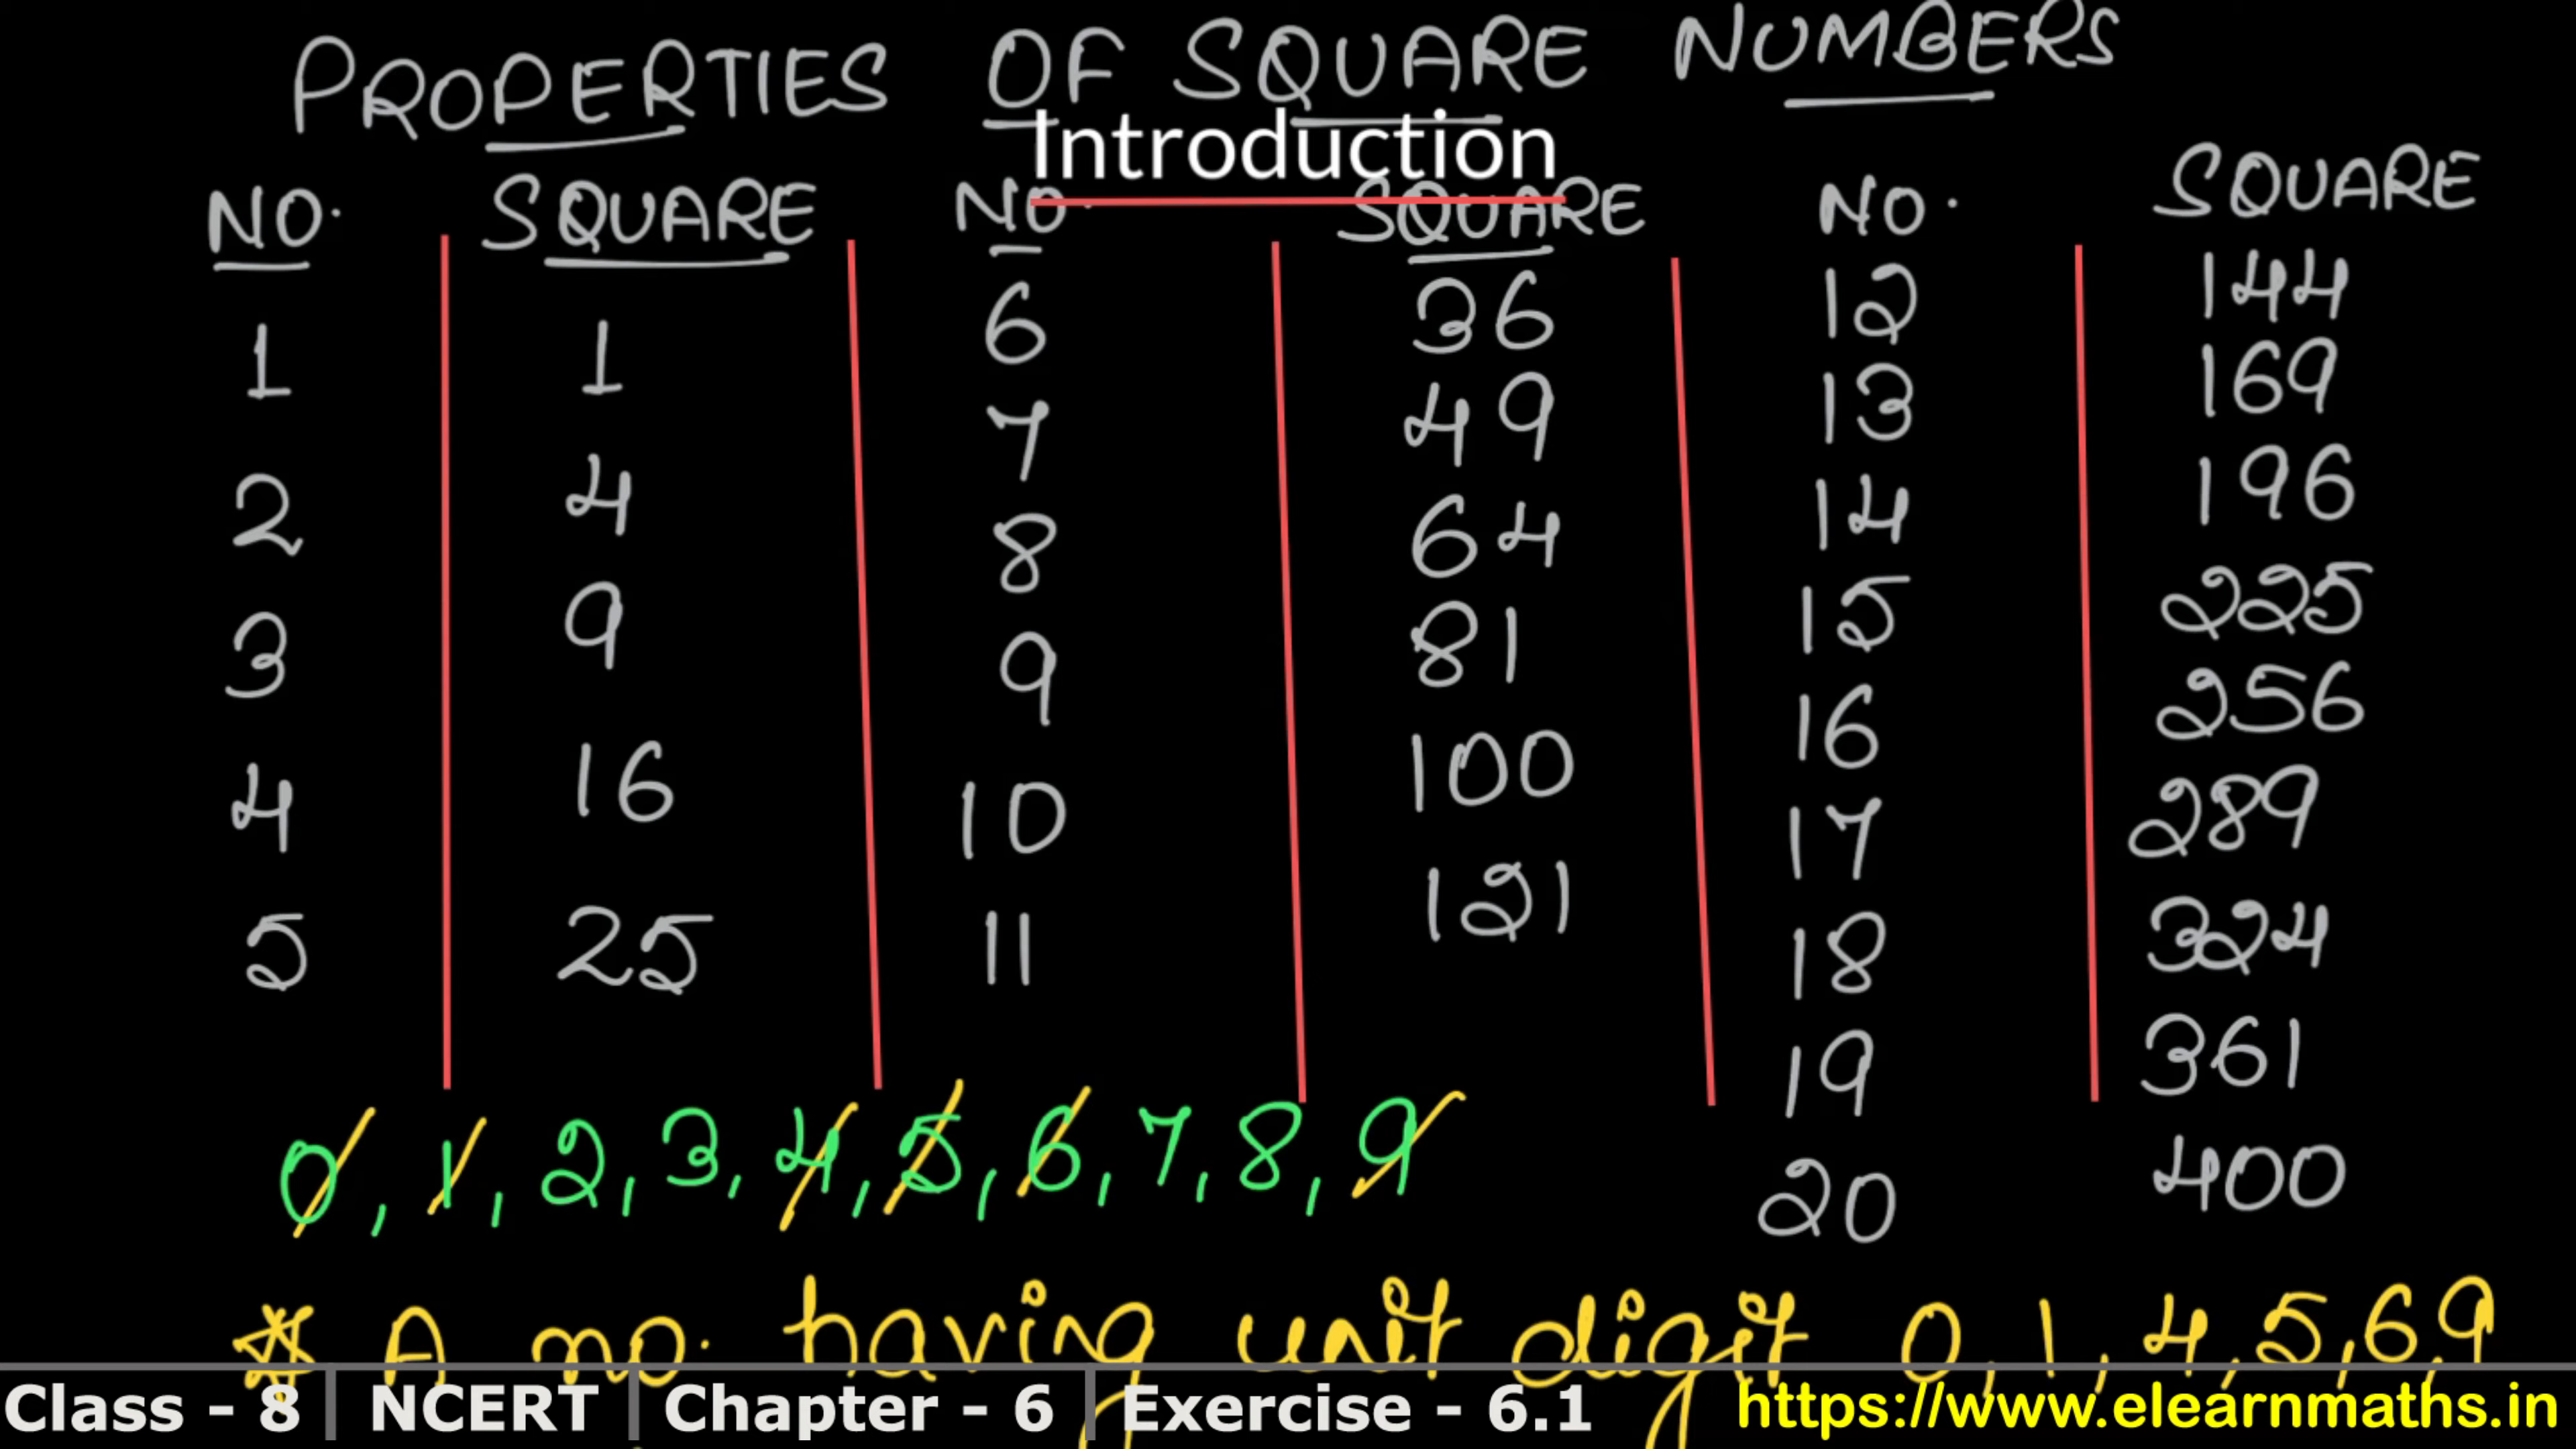 PROPERTIES OF SQUARE NUMBERS
Introduction
NO. SQUARE NO. SQUARE NO. SQUARE
1 1 6 36 12 144
2 4 7 49 13 169
3 9 8 64 14 196
4 16 9 81 15 225
5 25 10 100 16 256
11 121 17 289
18 324
19 361
20 400
0, 1, 2, 3, 4, 5, 6, 7, 8, 9
* A no. having unit digit 0, 1, 4, 5, 6, 9
Class - 8 | NCERT | Chapter - 6 | Exercise - 6.1 https://www.elearnmaths.in